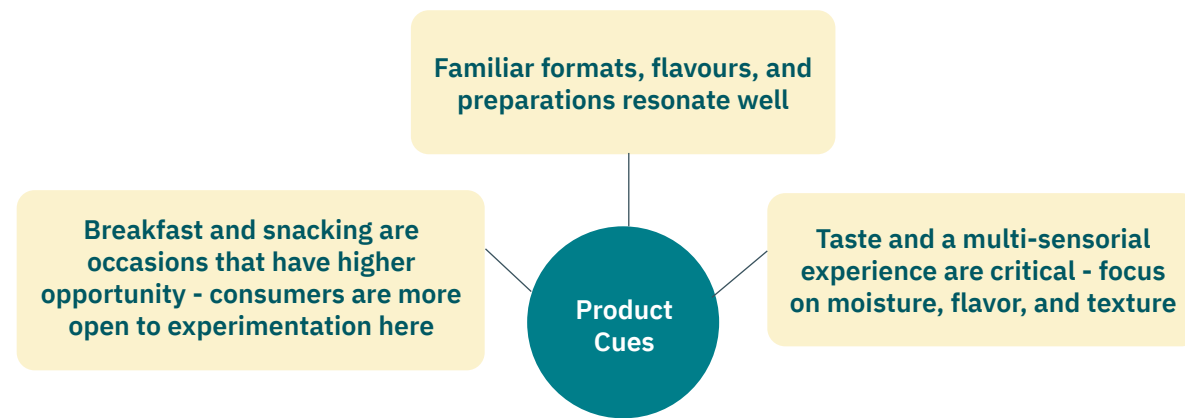 Familiar formats, flavours, and
preparations resonate well
Breakfast and snacking are
occasions that have higher
opportunity - consumers are more
open to experimentation here
Taste and a multi-sensorial
experience are critical - focus
on moisture, flavor, and texture
Product
Cues